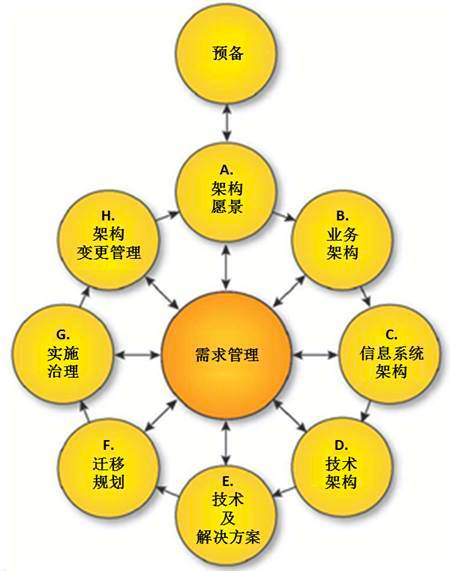 预备
A.
架构
愿景
H.
架构
变更管理
B.
业务
架构
G.
实施
治理
需求管理
C.
信息系统
架构
F.
迁移
规划
D.
技术
架构
E.
技术
及
解决方案